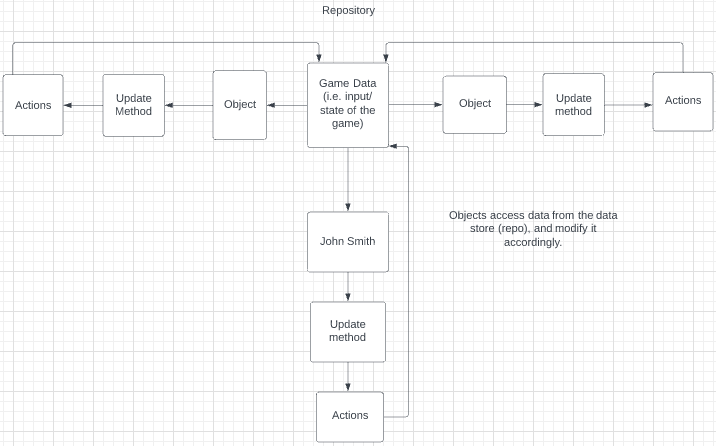 Repository
Actions
Update
Method
Object
Game Data
(i.e. input/
state of the
game)
Object
Update
method
Actions
John Smith
Objects access data from the data
store (repo), and modify it
accordingly.
Update
method
Actions